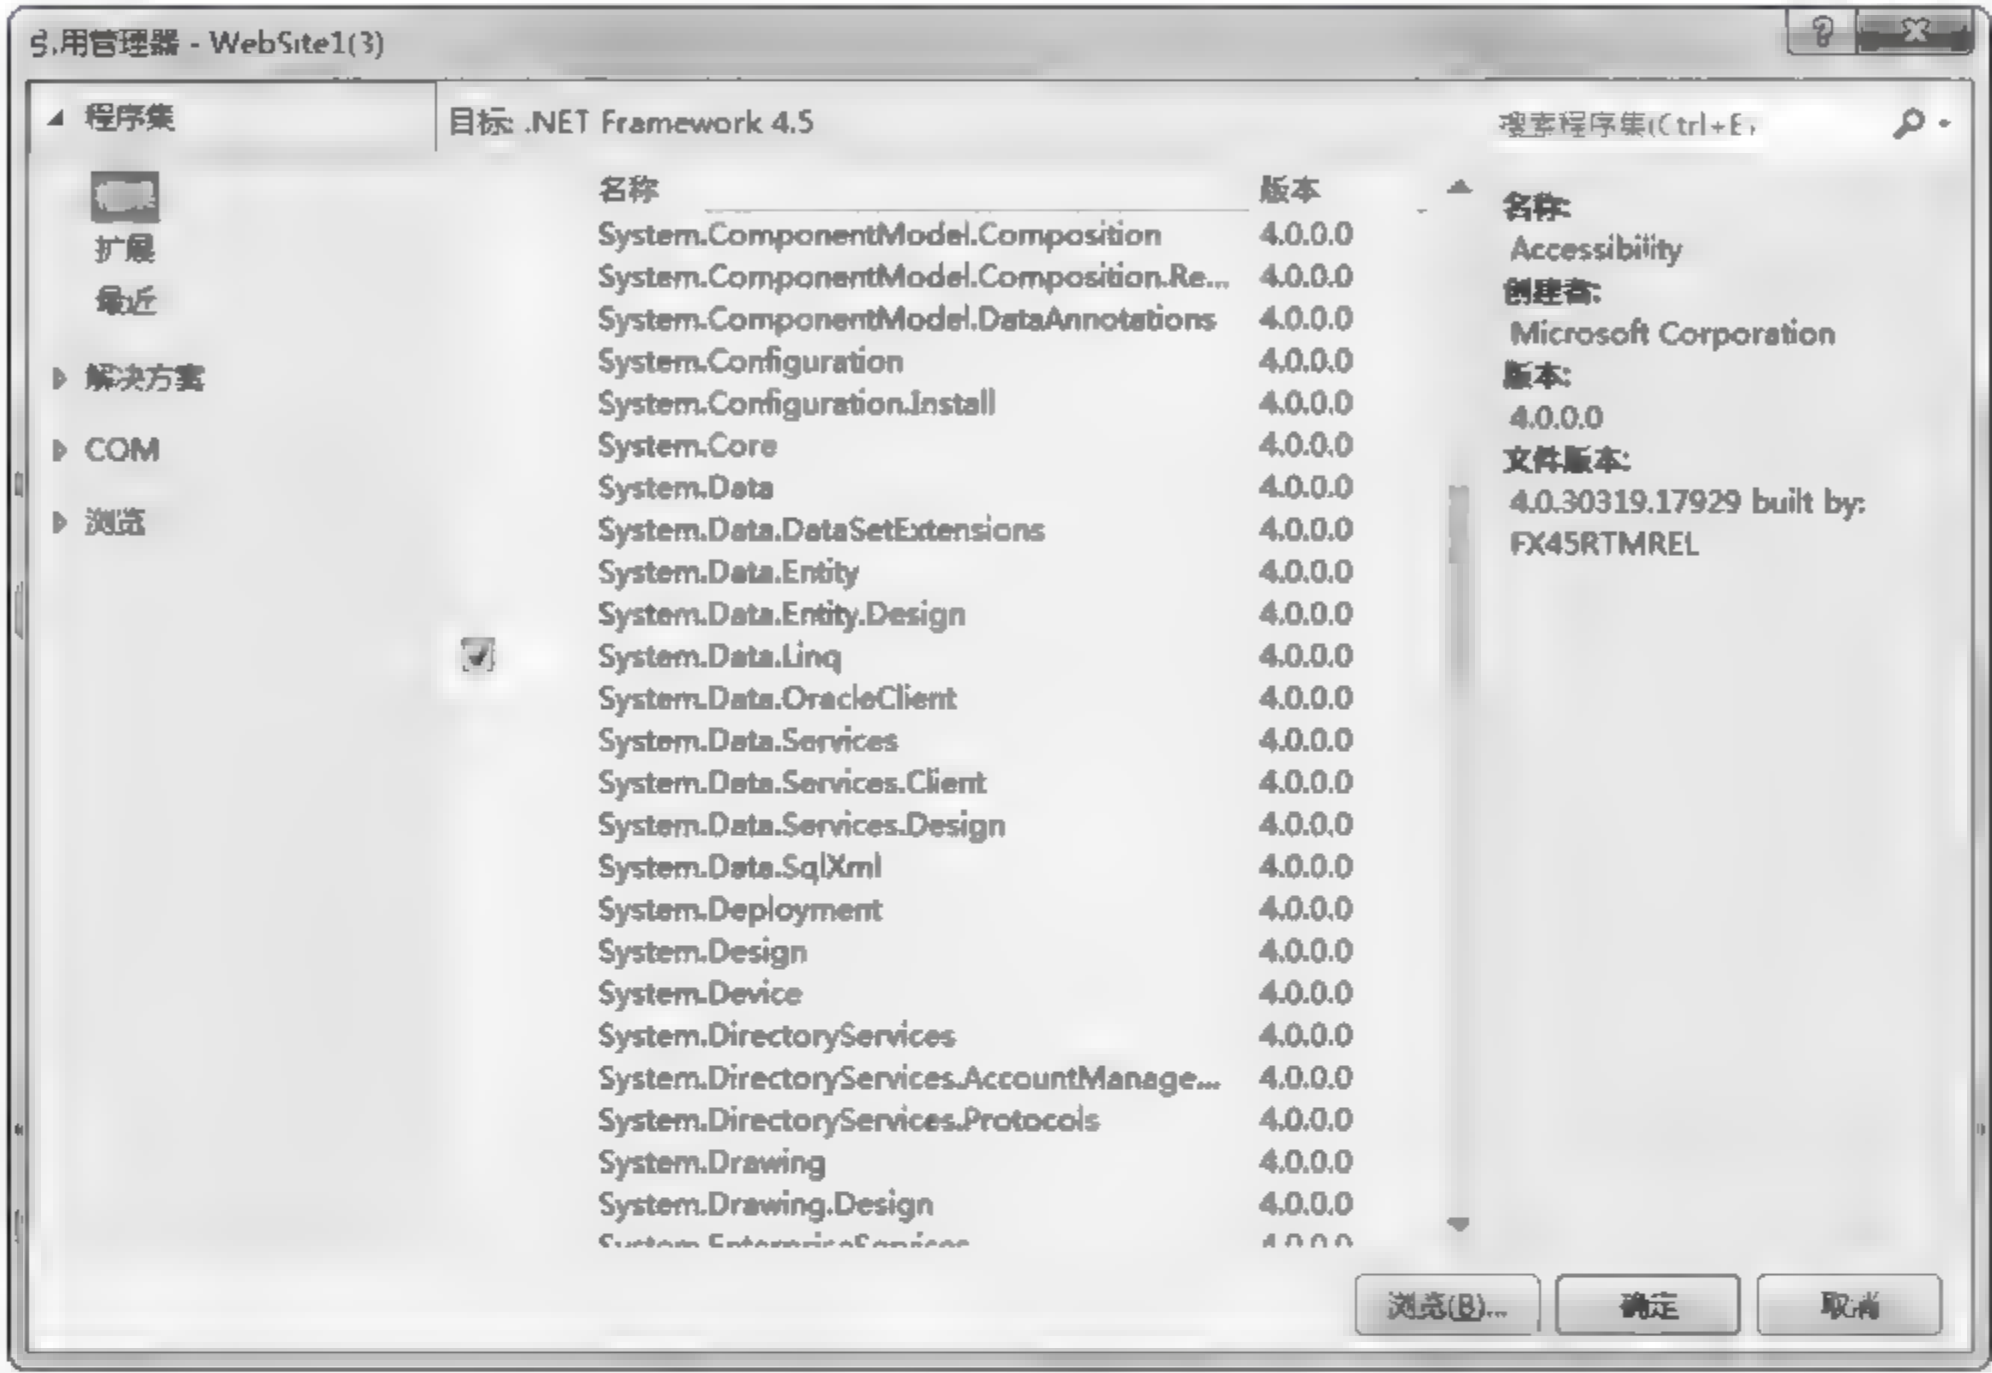 引用管理器 - WebSite1(3)
程序集
扩展
最近
解决方案
COM
浏览
目标: .NET Framework 4.5
搜索程序集(Ctrl+E)
名称 版本
System.ComponentModel.Composition 4.0.0.0
System.ComponentModel.Composition.Re... 4.0.0.0
System.ComponentModel.DataAnnotations 4.0.0.0
System.Configuration 4.0.0.0
System.Configuration.Install 4.0.0.0
System.Core 4.0.0.0
System.Data 4.0.0.0
System.Data.DataSetExtensions 4.0.0.0
System.Data.Entity 4.0.0.0
System.Data.Entity.Design 4.0.0.0
System.Data.Linq 4.0.0.0
System.Data.OracleClient 4.0.0.0
System.Data.Services 4.0.0.0
System.Data.Services.Client 4.0.0.0
System.Data.Services.Design 4.0.0.0
System.Data.SqlXml 4.0.0.0
System.Deployment 4.0.0.0
System.Design 4.0.0.0
System.Device 4.0.0.0
System.DirectoryServices 4.0.0.0
System.DirectoryServices.AccountManage... 4.0.0.0
System.DirectoryServices.Protocols 4.0.0.0
System.Drawing 4.0.0.0
System.Drawing.Design 4.0.0.0
System.EnterpriseServices 4.0.0.0
名称:
Accessibility
创建者:
Microsoft Corporation
版本:
4.0.0.0
文件版本:
4.0.30319.17929 built by:
FX45RTMREL
浏览(B)... 确定 取消